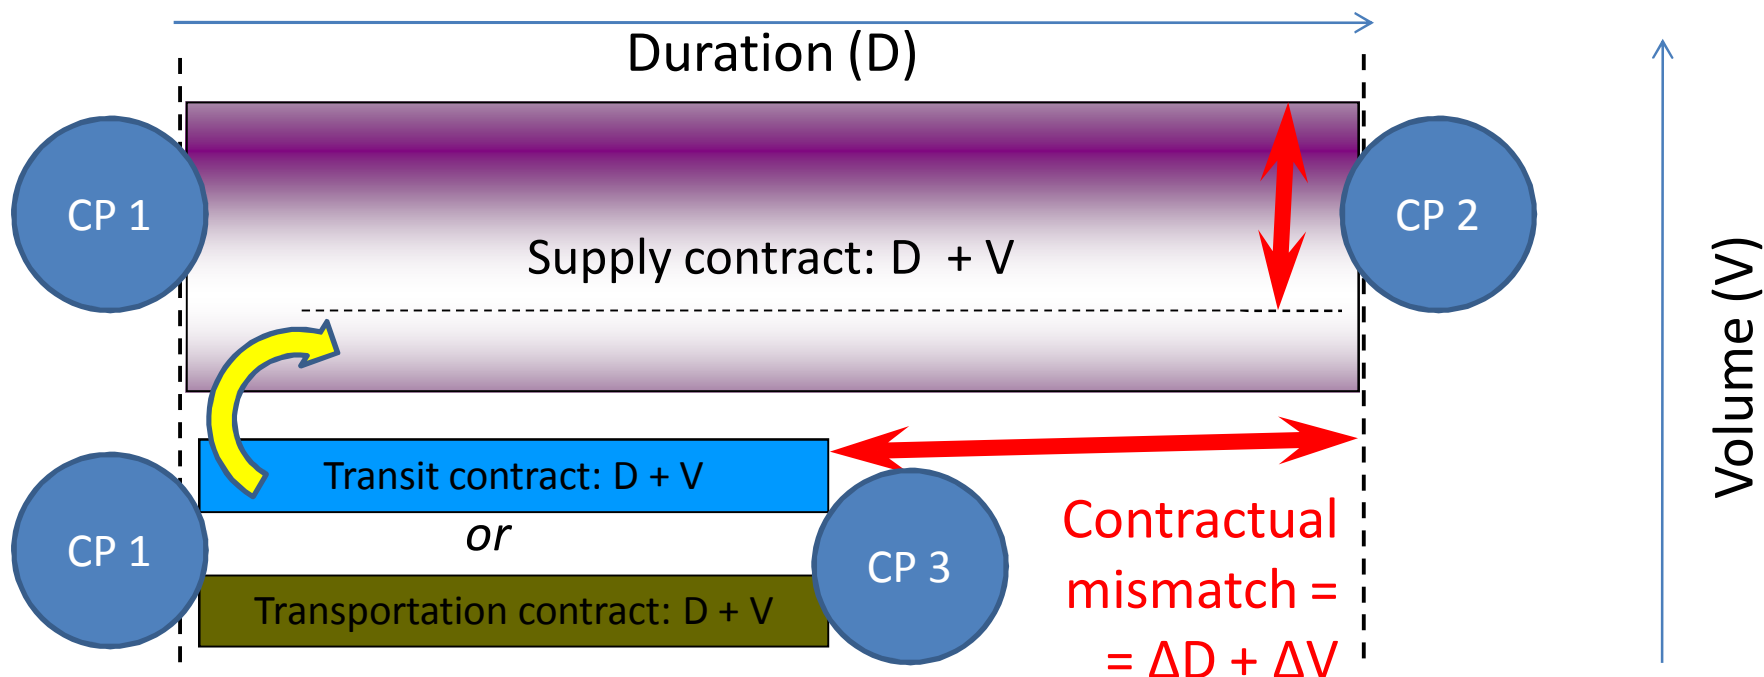 Duration (D)
CP 1
CP 2
Supply contract: D + V
Volume (V)
Transit contract: D + V
or
CP 1
CP 3
Transportation contract: D + V
Contractual
mismatch =
= ΔD + ΔV